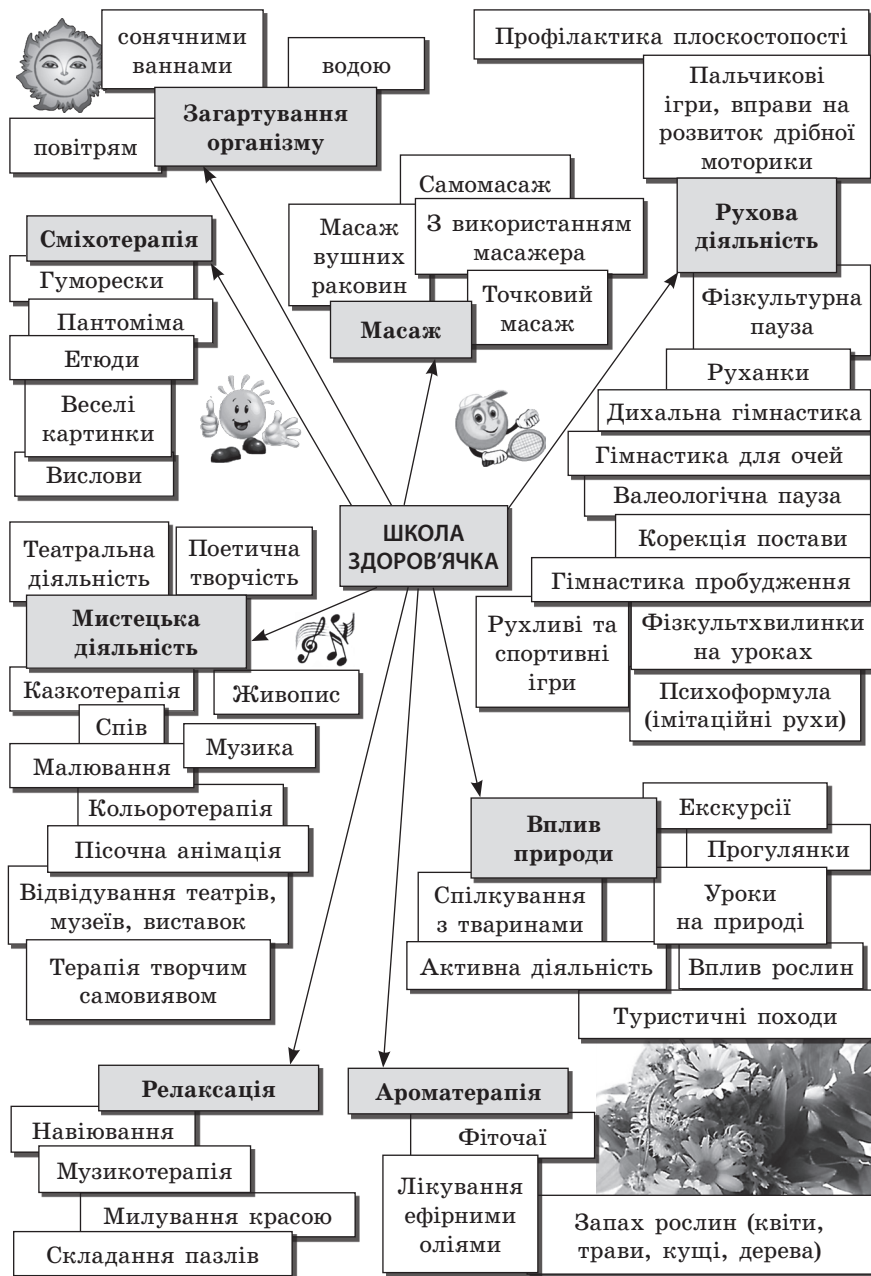 сонячними
ваннами
водою
Загартування
організму
повітрям
Профілактика плоскостопості
Пальчикові
ігри, вправи на
розвиток дрібної
моторики
Рухова
діяльність
Фізкультурна
пауза
Руханки
Дихальна гімнастика
Гімнастика для очей
Валеологічна пауза
Корекція постави
Гімнастика пробудження
Рухливі та
спортивні
ігри
Фізкультхвилинки
на уроках
Психоформула
(імітаційні рухи)
Самомасаж
Масаж
вушних
раковин
З використанням
масажера
Точковий
масаж
Масаж
Сміхотерапія
Гуморески
Пантоміма
Етюди
Веселі
картинки
Вислови
ШКОЛА
ЗДОРОВ’ЯЧКА
Театральна
діяльність
Поетична
творчість
Мистецька
діяльність
Казкотерапія
Живопис
Спів
Музика
Малювання
Кольоротерапія
Пісочна анімація
Відвідування театрів,
музеїв, виставок
Терапія творчим
самовиявом
Вплив
природи
Екскурсії
Прогулянки
Спілкування
з тваринами
Уроки
на природі
Активна діяльність
Вплив рослин
Туристичні походи
Релаксація
Навіювання
Музикотерапія
Милування красою
Складання пазлів
Ароматерапія
Фіточаї
Лікування
ефірними
оліями
Запах рослин (квіти,
трави, кущі, дерева)